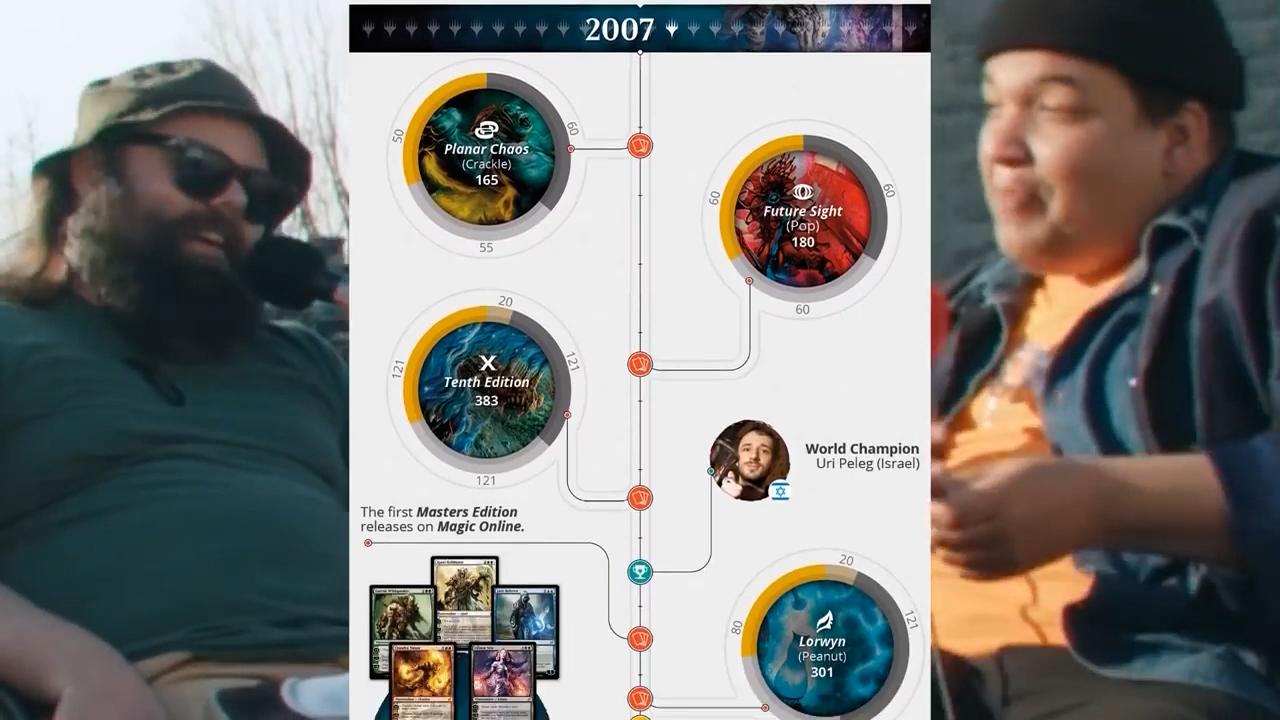 2007
50
60
Planar Chaos
(Crackle)
165
55
60
60
Future Sight
(Pop)
180
60
20
121
121
X
Tenth Edition
383
121
World Champion
Uri Peleg (Israel)
The first Masters Edition
releases on Magic Online.
20
80
121
Lorwyn
(Peanut)
301